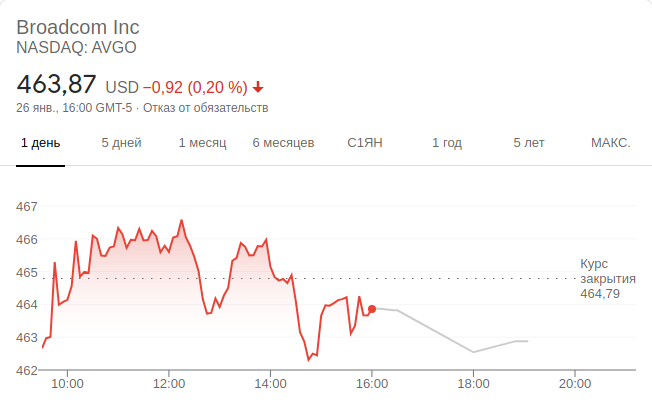 Broadcom Inc
NASDAQ: AVGO
463,87 USD −0,92 (0,20 %)
26 янв., 16:00 GMT-5 · Отказ от обязательств
1 день 5 дней 1 месяц 6 месяцев С1ЯН 1 год 5 лет МАКС.
467
466
465
464
463
462
Курс
закрытия
464,79
10:00 12:00 14:00 16:00 18:00 20:00